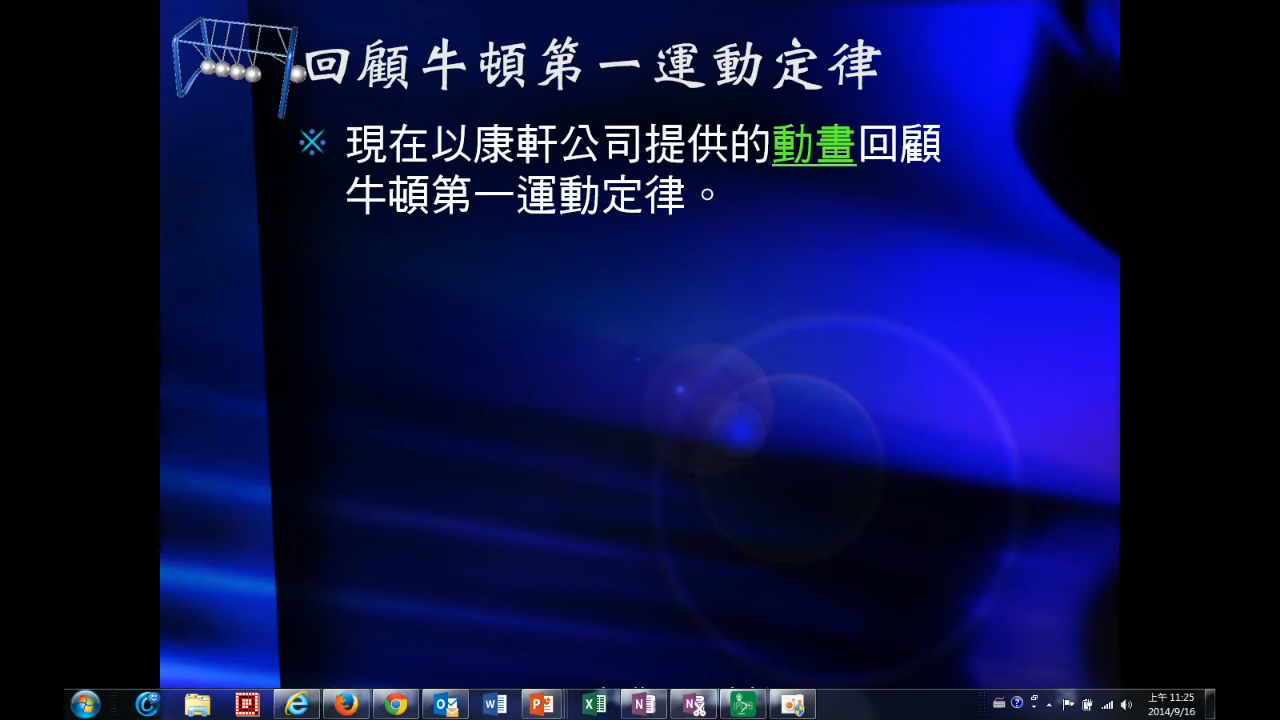 回顧牛頓第一運動定律
※ 現在以康軒公司提供的動畫回顧
牛頓第一運動定律。
上午 11:25
2014/9/16